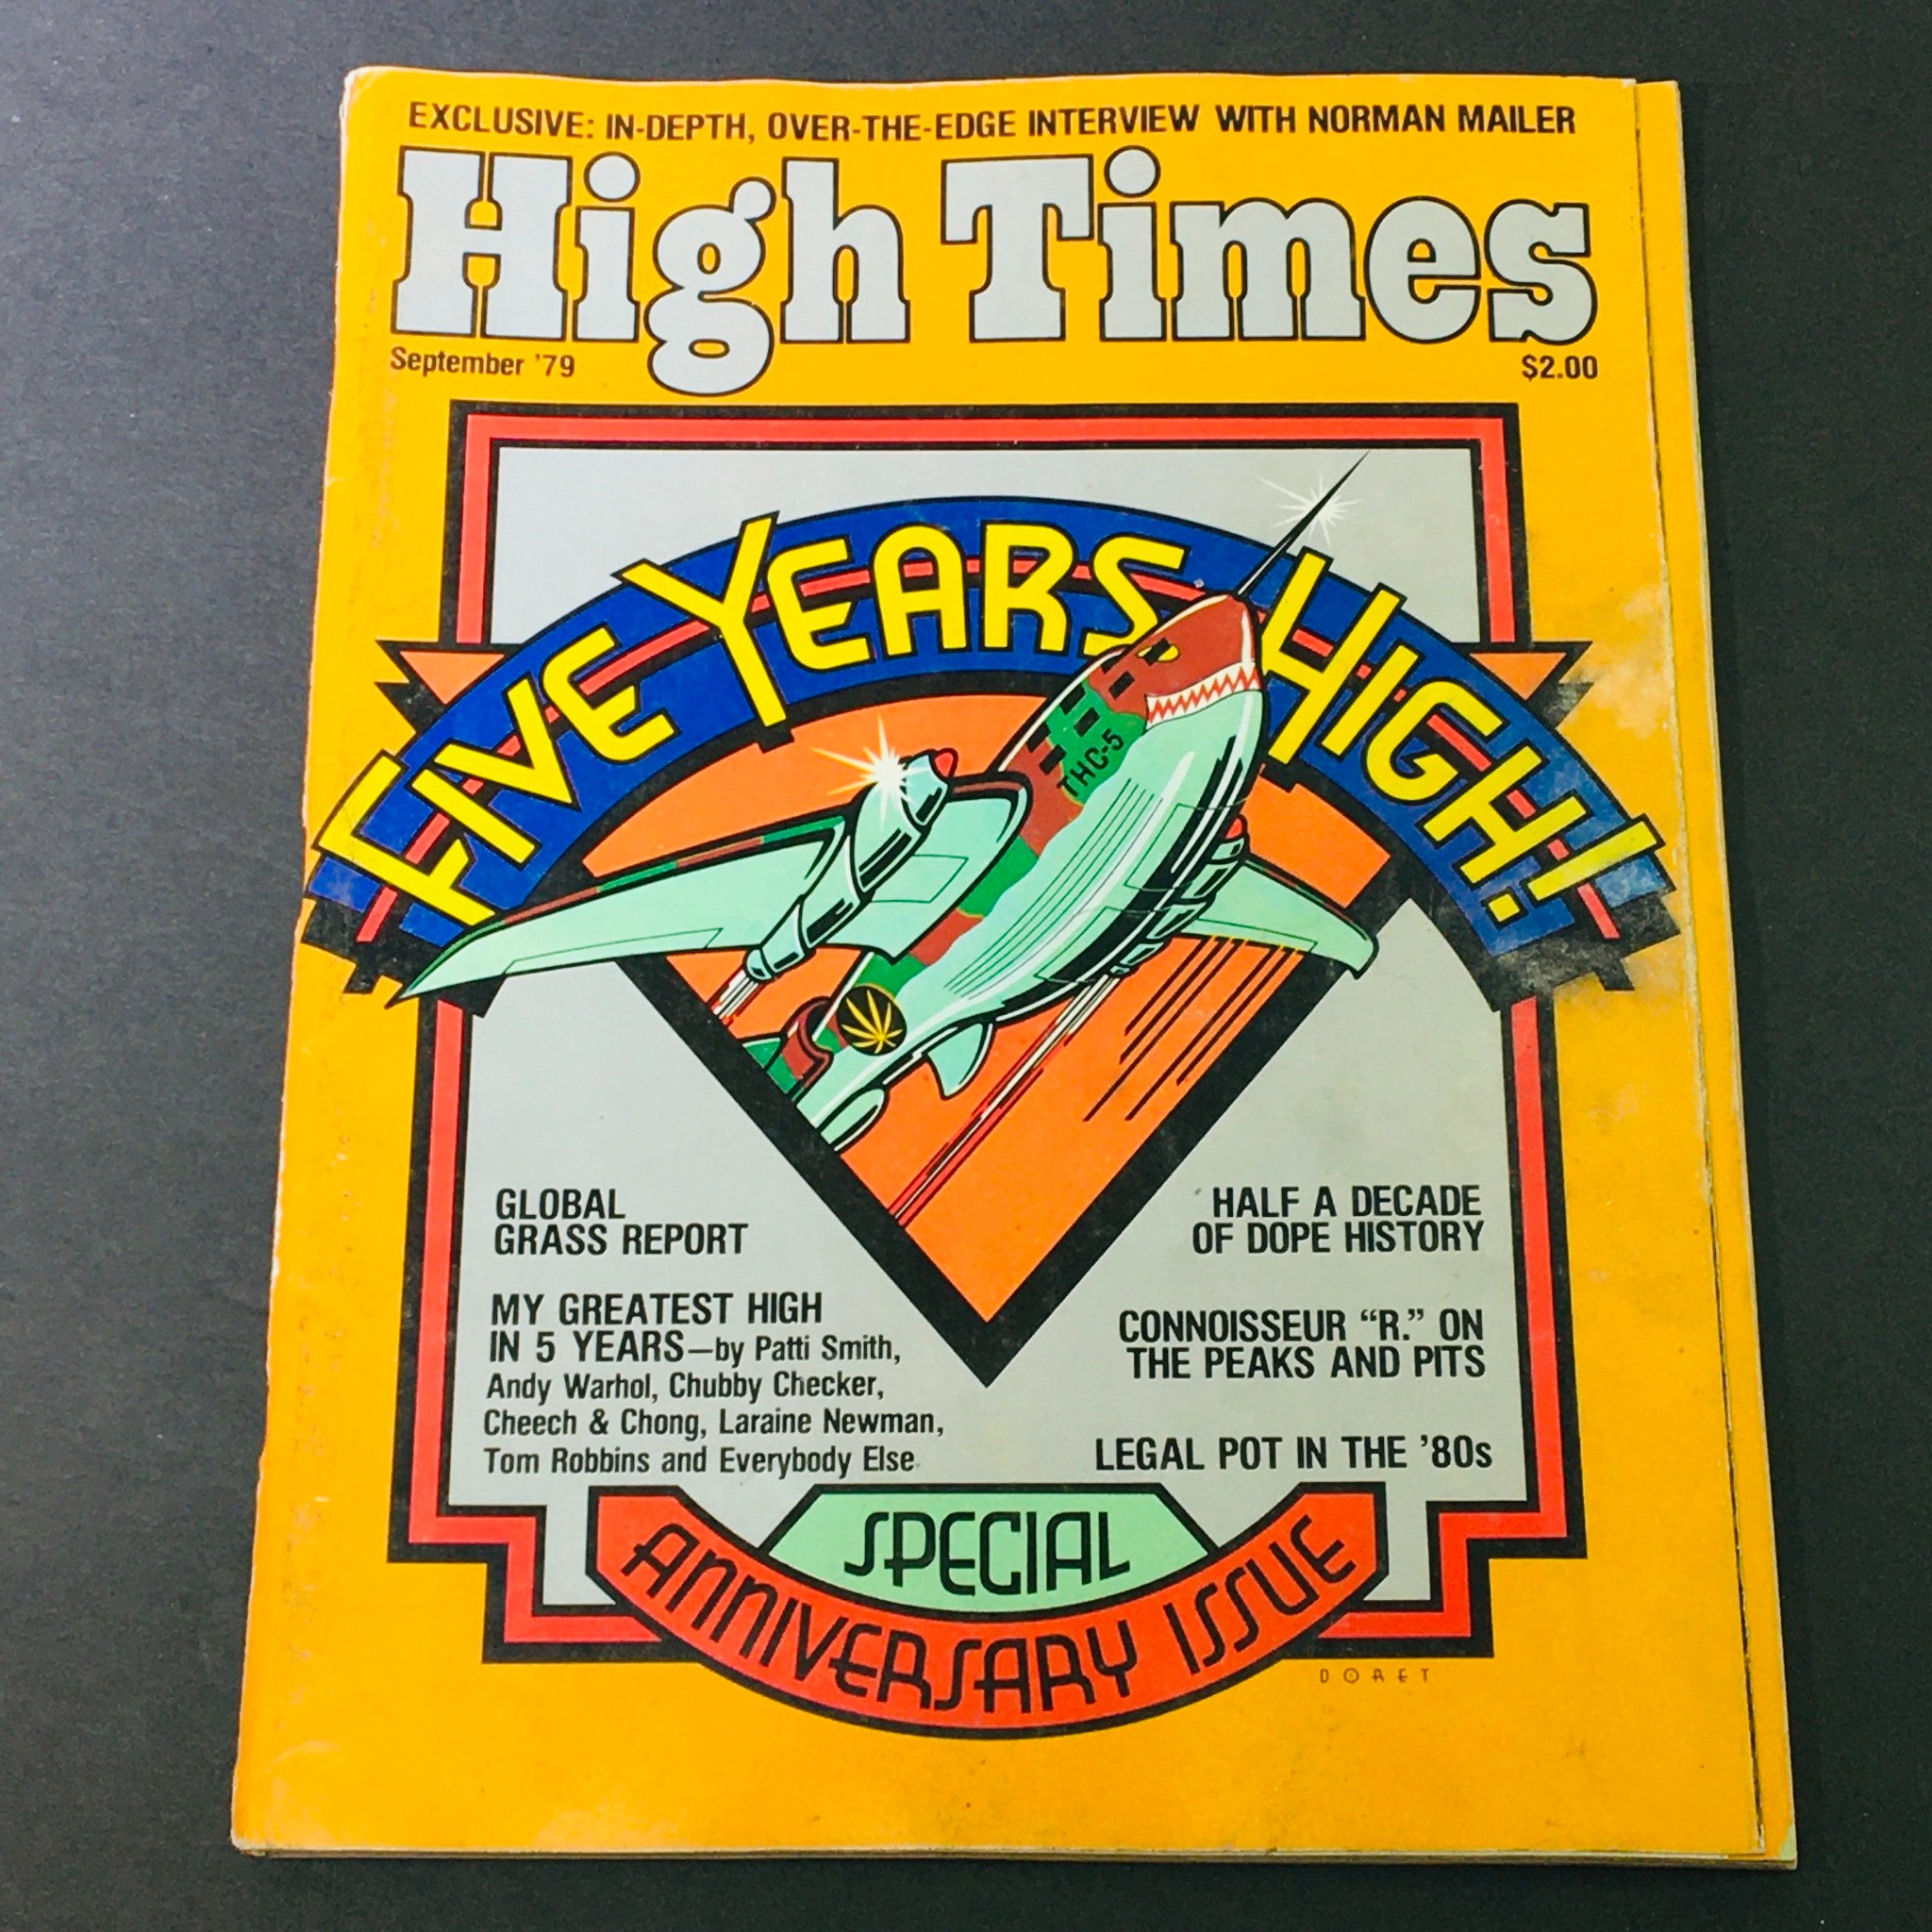 EXCLUSIVE: IN-DEPTH, OVER-THE-EDGE INTERVIEW WITH NORMAN MAILER
High Times
September '79
$2.00
FIVE YEARS HIGH!
THC-5
GLOBAL
GRASS REPORT
MY GREATEST HIGH
IN 5 YEARS—by Patti Smith,
Andy Warhol, Chubby Checker,
Cheech & Chong, Laraine Newman,
Tom Robbins and Everybody Else
HALF A DECADE
OF DOPE HISTORY
CONNOISSEUR “R.” ON
THE PEAKS AND PITS
LEGAL POT IN THE ’80s
SPECIAL
ANNIVERSARY ISSUE
DORET